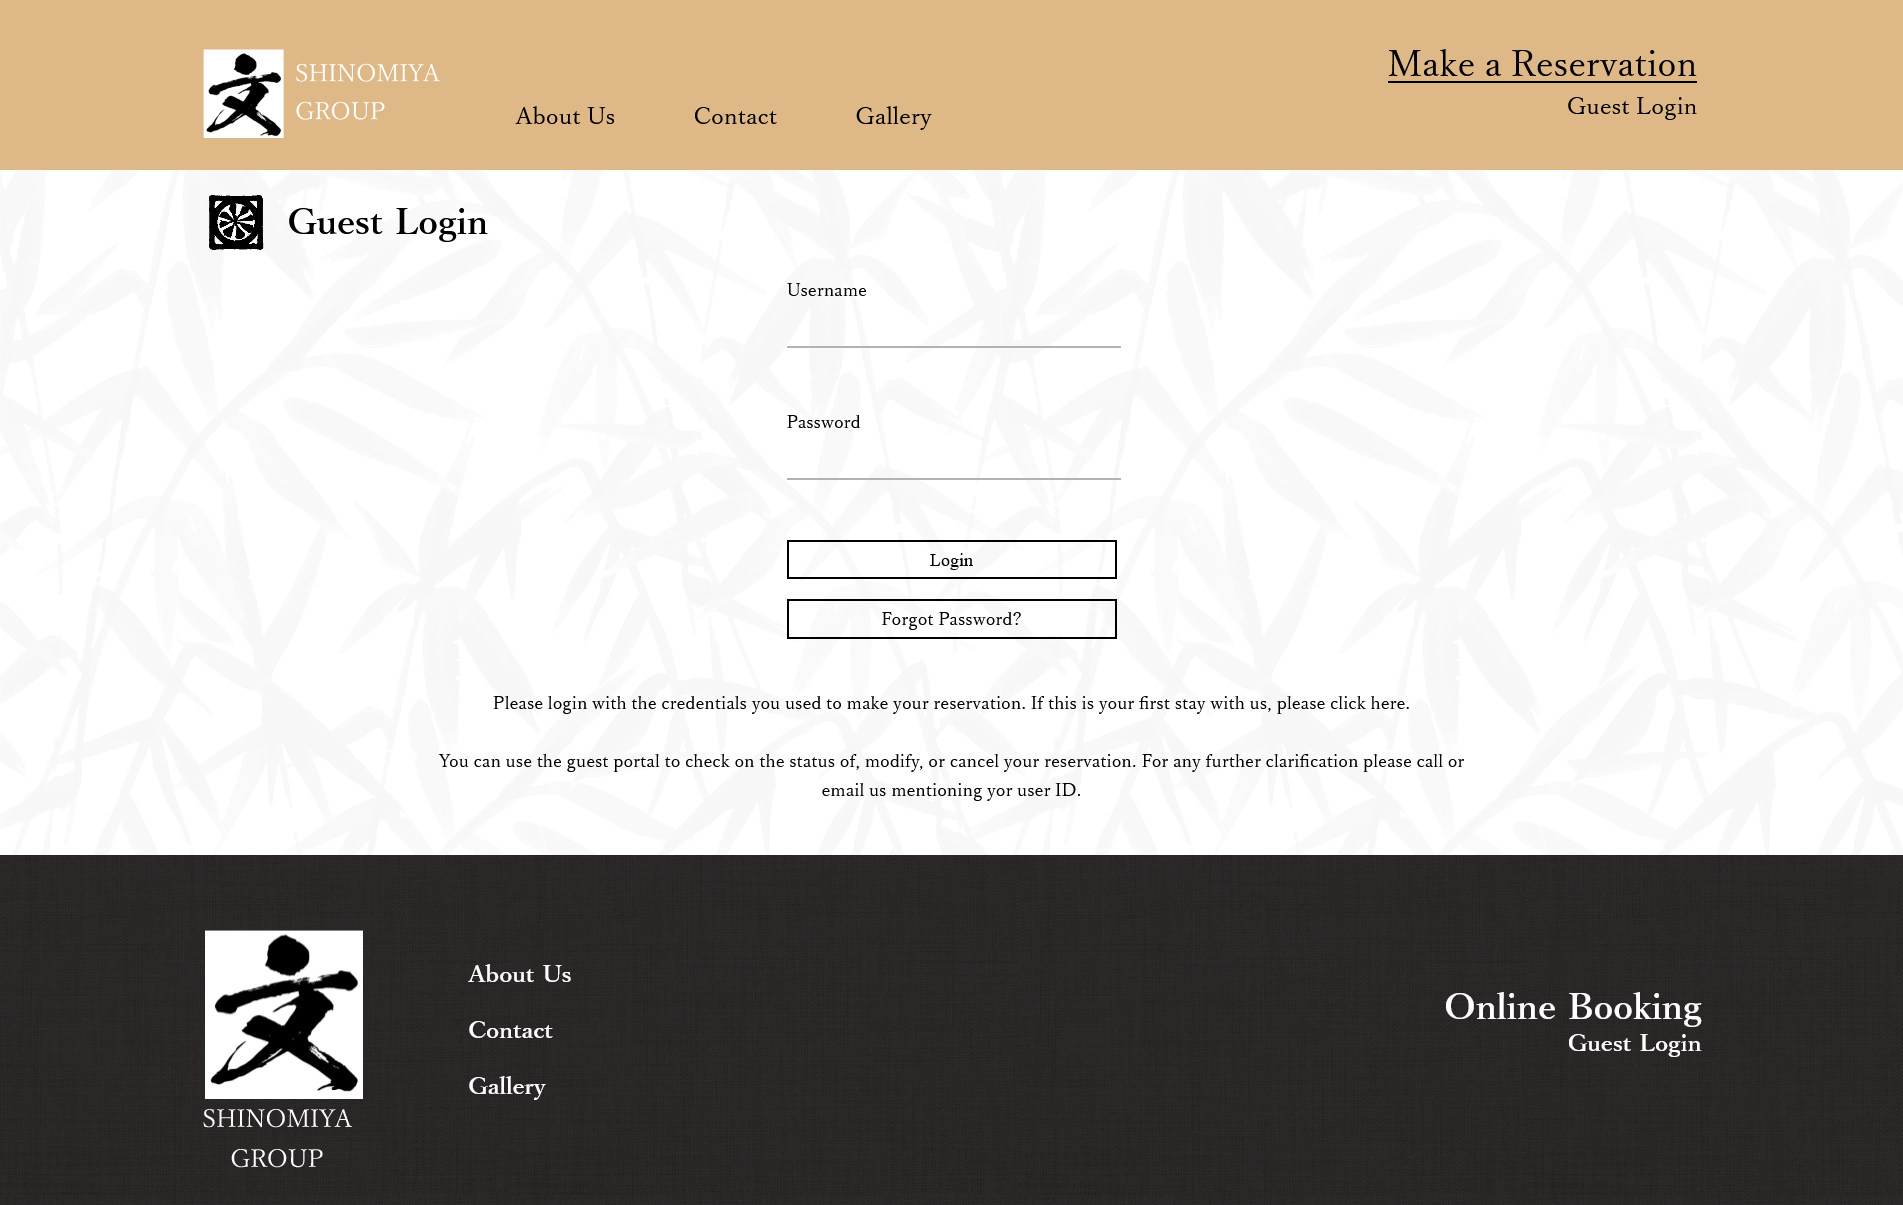 SHINOMIYA
GROUP
About Us
Contact
Gallery
Make a Reservation
Guest Login
Guest Login
Username
Password
Login
Forgot Password?
Please login with the credentials you used to make your reservation. If this is your first stay with us, please click here.
You can use the guest portal to check on the status of, modify, or cancel your reservation. For any further clarification please call or
email us mentioning yor user ID.
SHINOMIYA
GROUP
About Us
Contact
Gallery
Online Booking
Guest Login